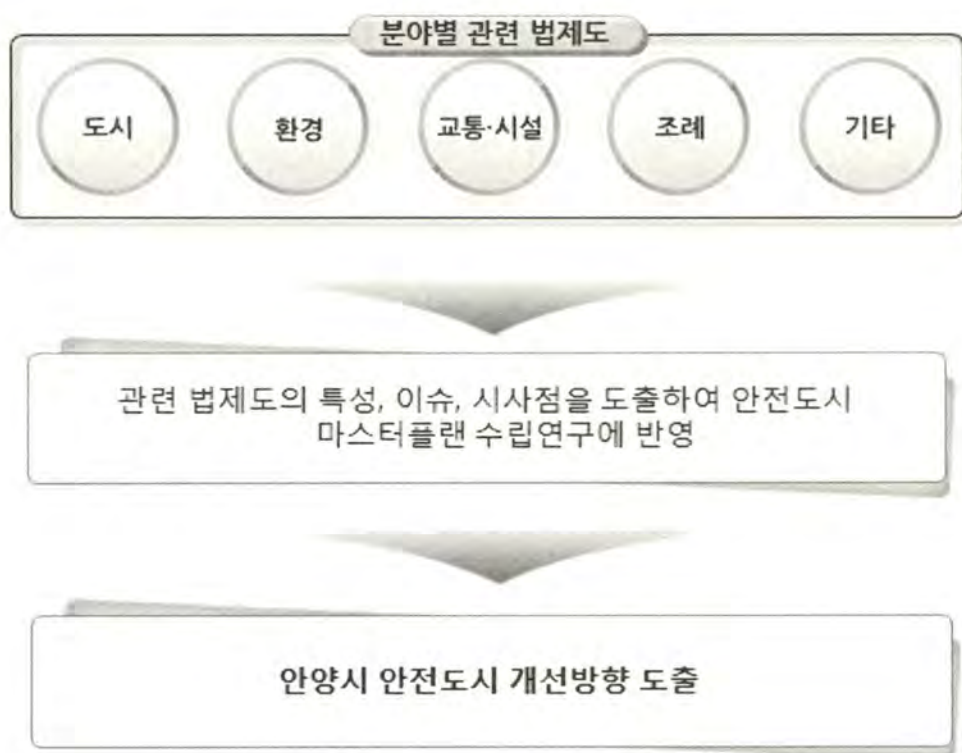 분야별 관련 법제도
도시
환경
교통·시설
조례
기타
관련 법제도의 특성, 이슈, 시사점을 도출하여 안전도시
마스터플랜 수립연구에 반영
안양시 안전도시 개선방향 도출